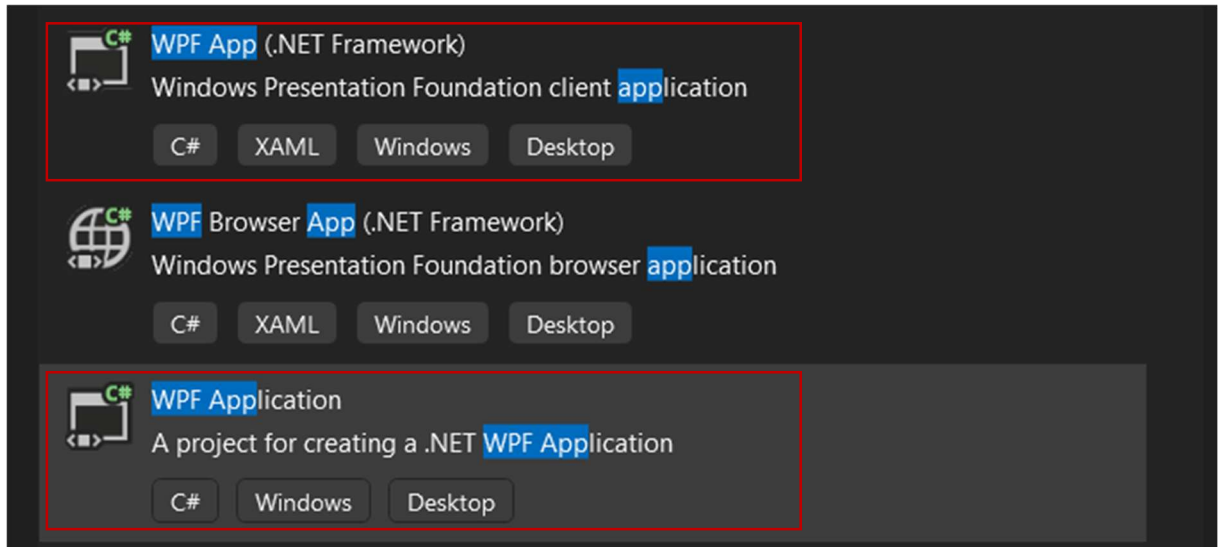 C#
WPF App (.NET Framework)
Windows Presentation Foundation client application
C# XAML Windows Desktop
C#
WPF Browser App (.NET Framework)
Windows Presentation Foundation browser application
C# XAML Windows Desktop
C#
WPF Application
A project for creating a .NET WPF Application
C# Windows Desktop